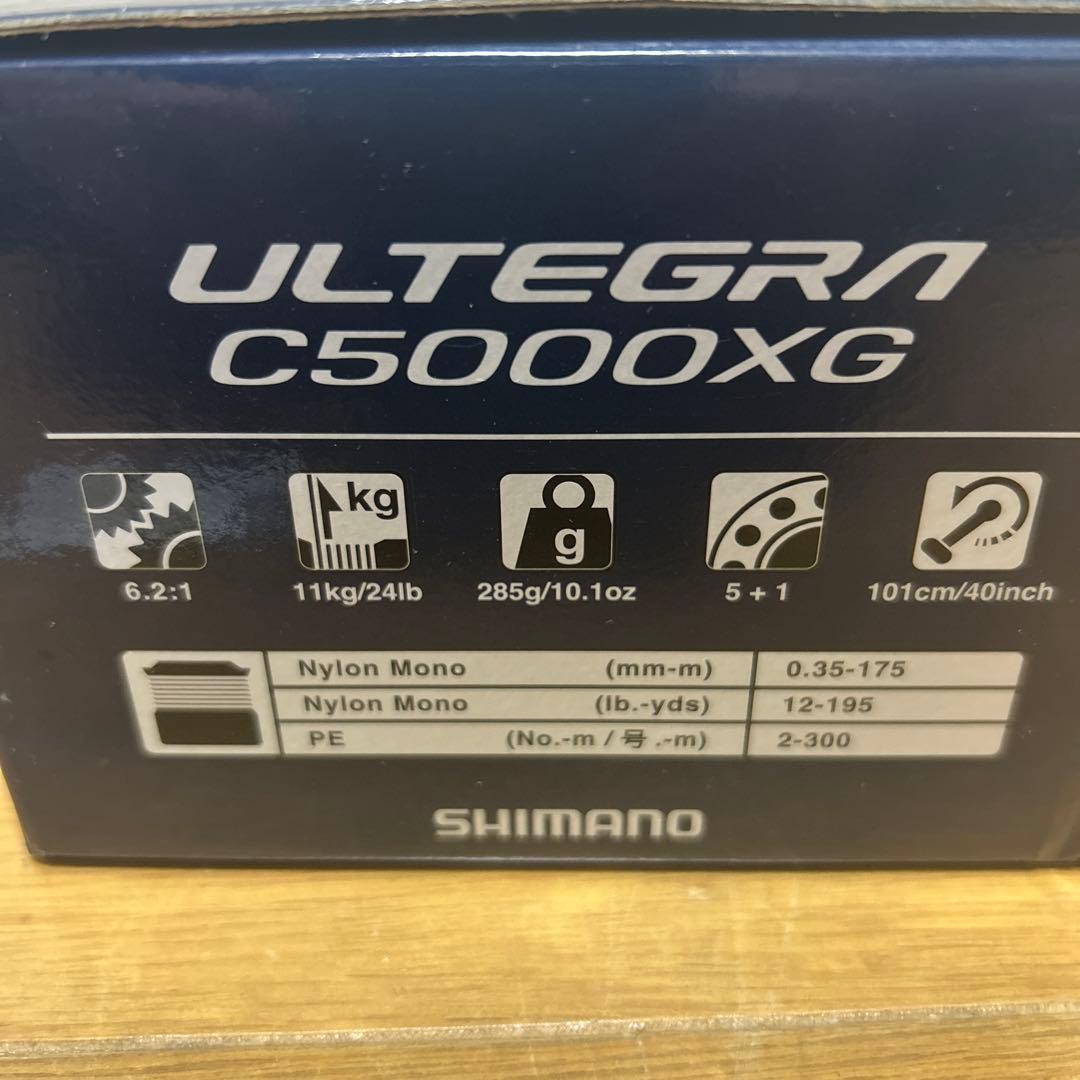 ULTEGRA
C5000XG
kg
g
6.2:1 11kg/24lb 285g/10.1oz 5 + 1 101cm/40inch
Nylon Mono (mm-m) 0.35-175
Nylon Mono (lb.-yds) 12-195
PE (No.-m / 号.-m) 2-300
SHIMANO